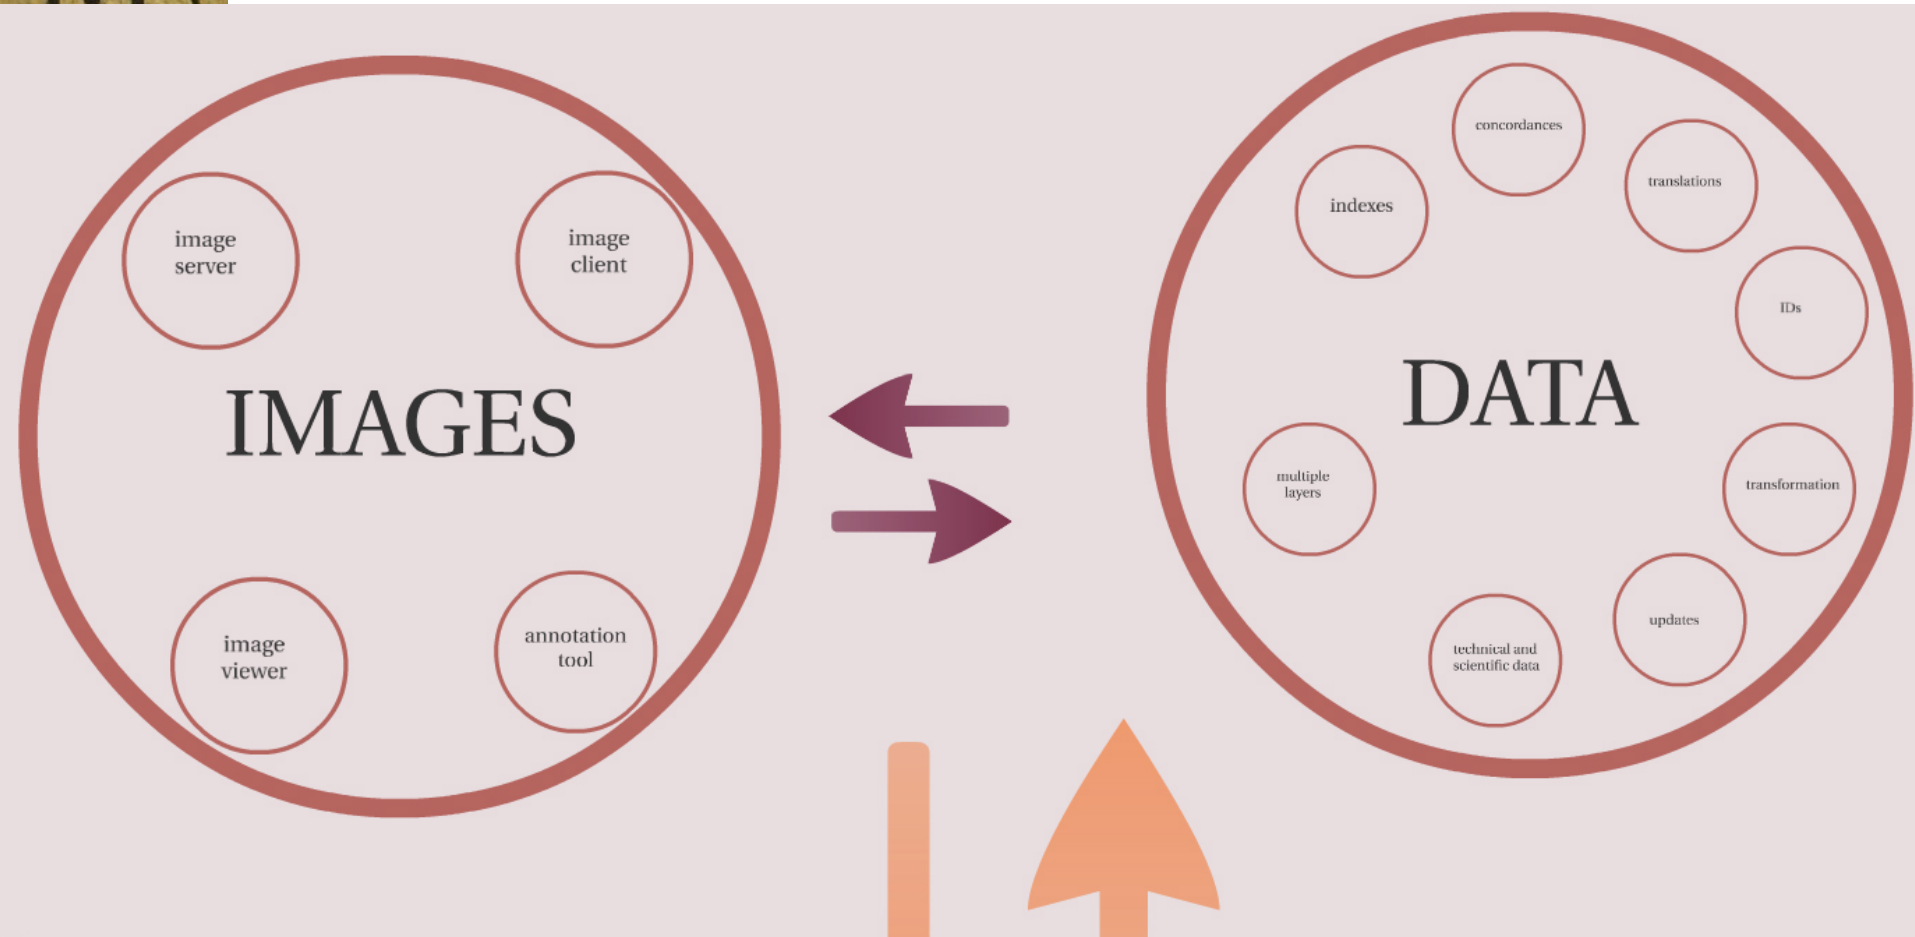 image
server
image
client
IMAGES
image
viewer
annotation
tool
concordances
translations
indexes
IDs
DATA
multiple
layers
transformation
updates
technical and
scientific data